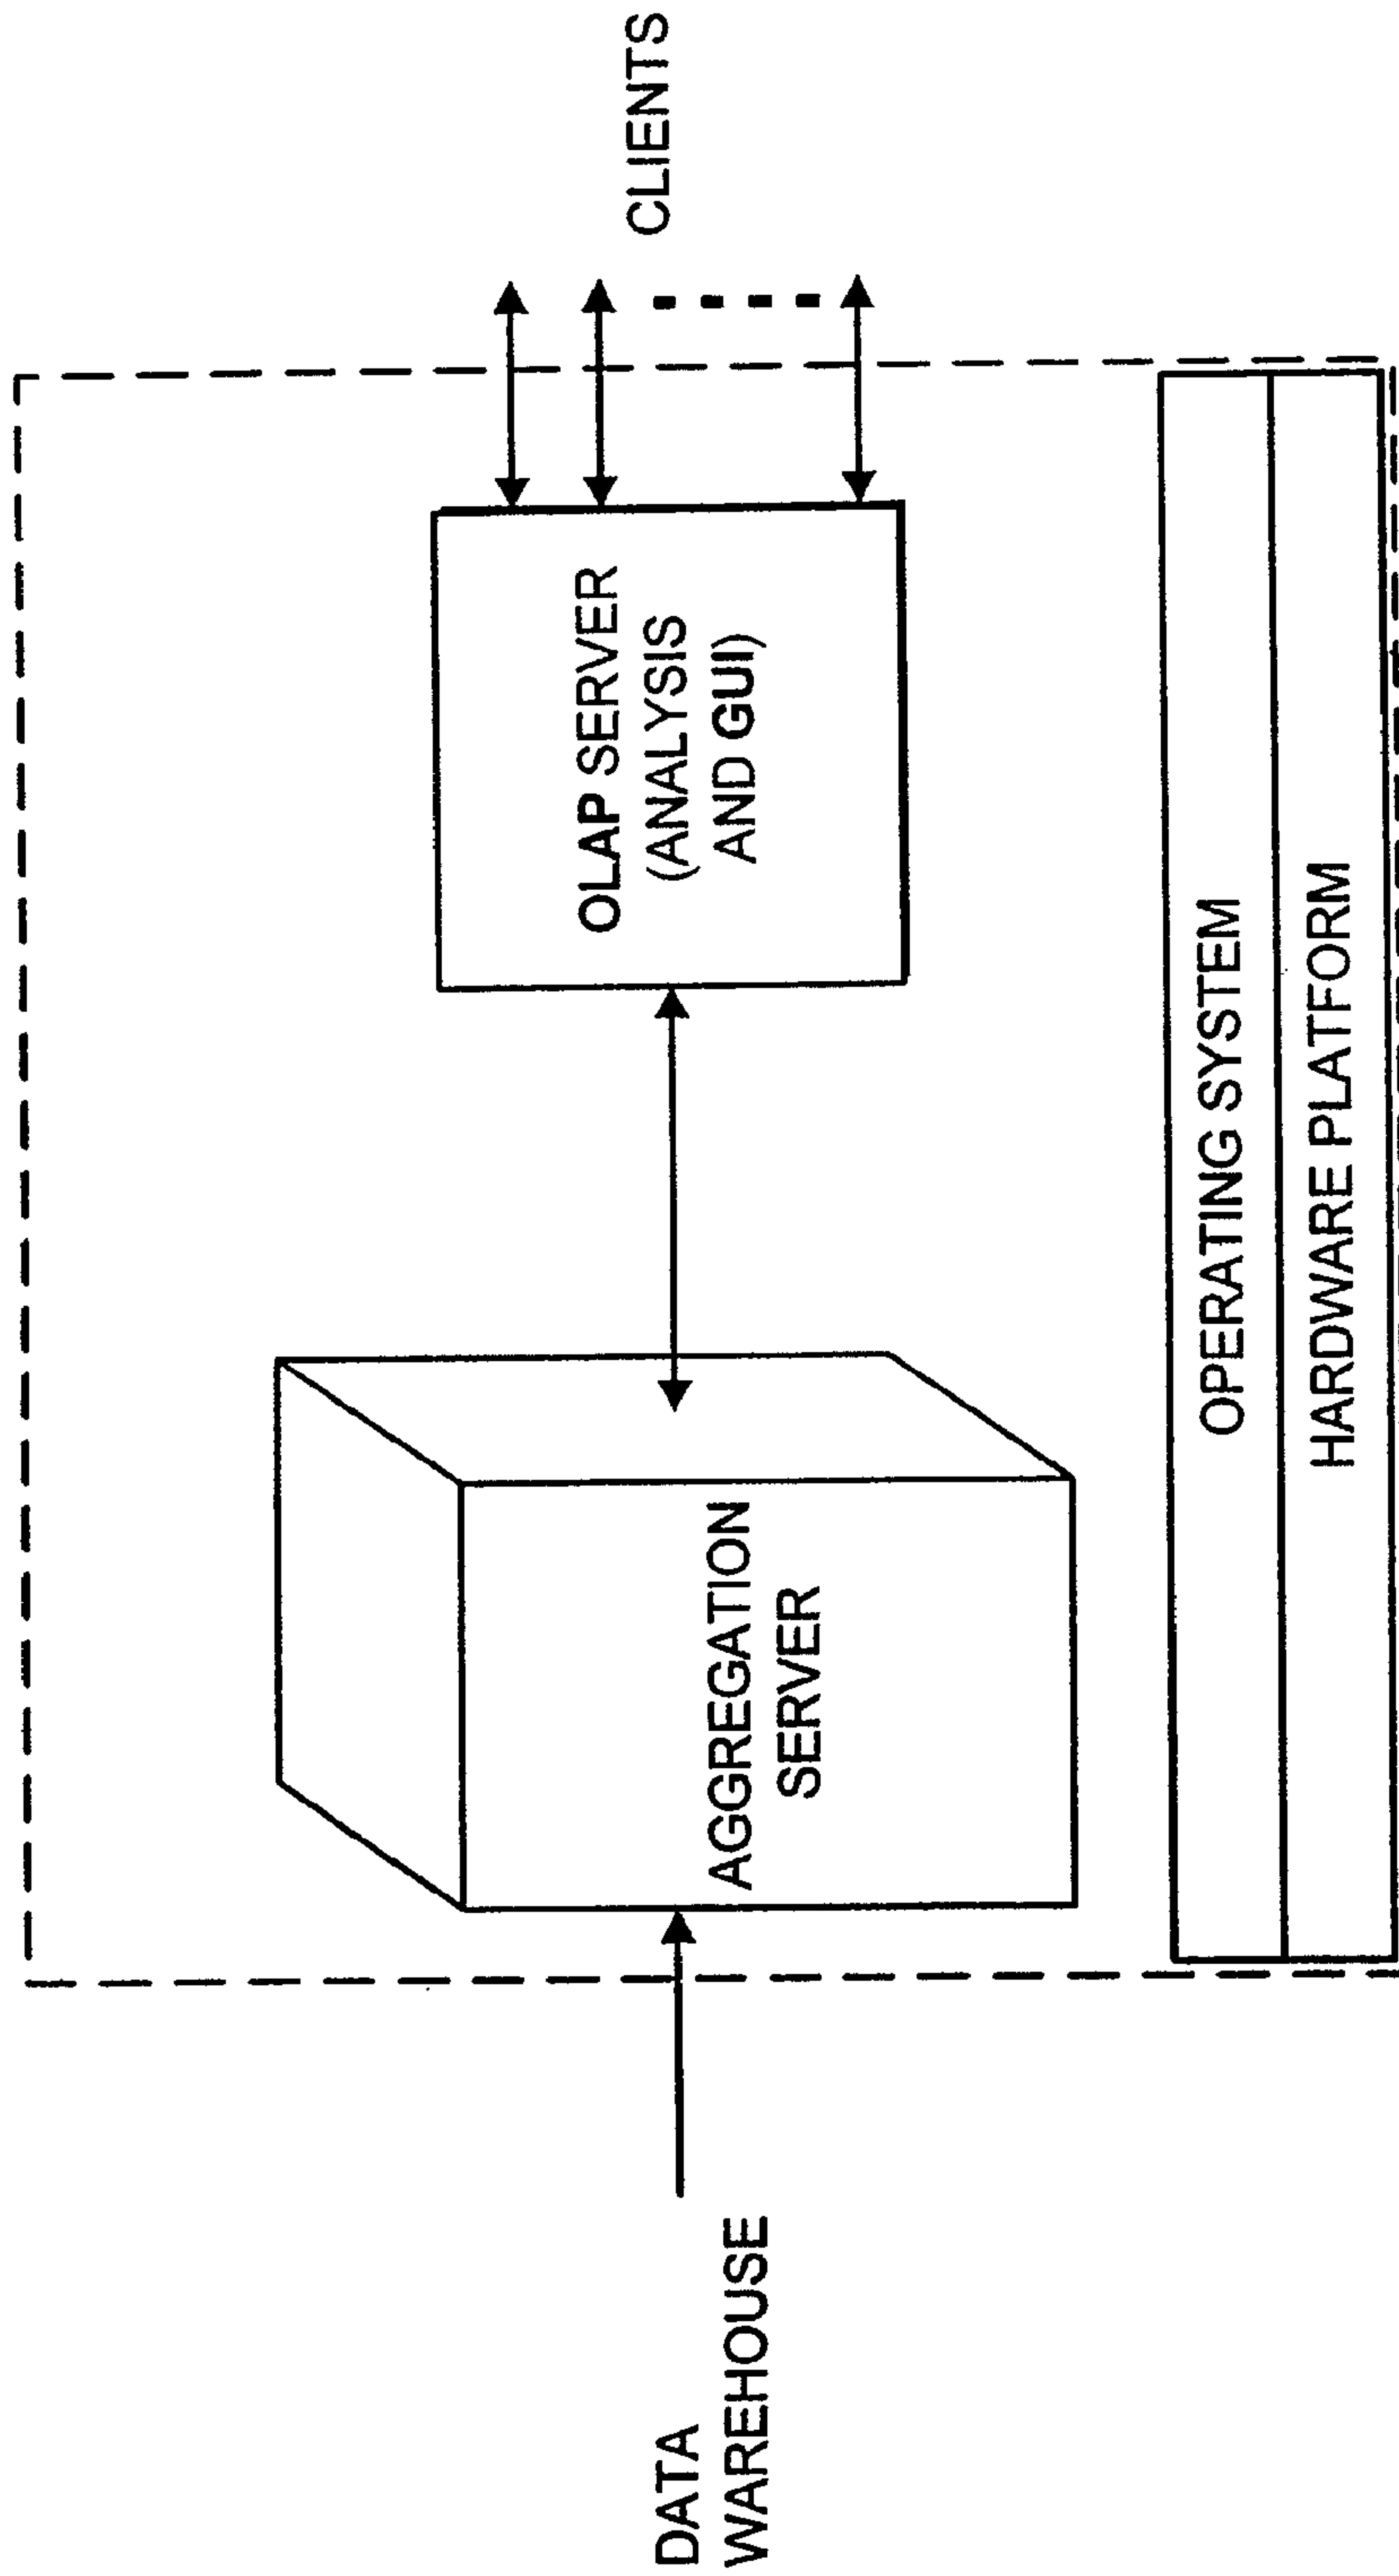 DATA
WAREHOUSE
AGGREGATION
SERVER
OLAP SERVER
(ANALYSIS
AND GUI)
CLIENTS
OPERATING SYSTEM
HARDWARE PLATFORM